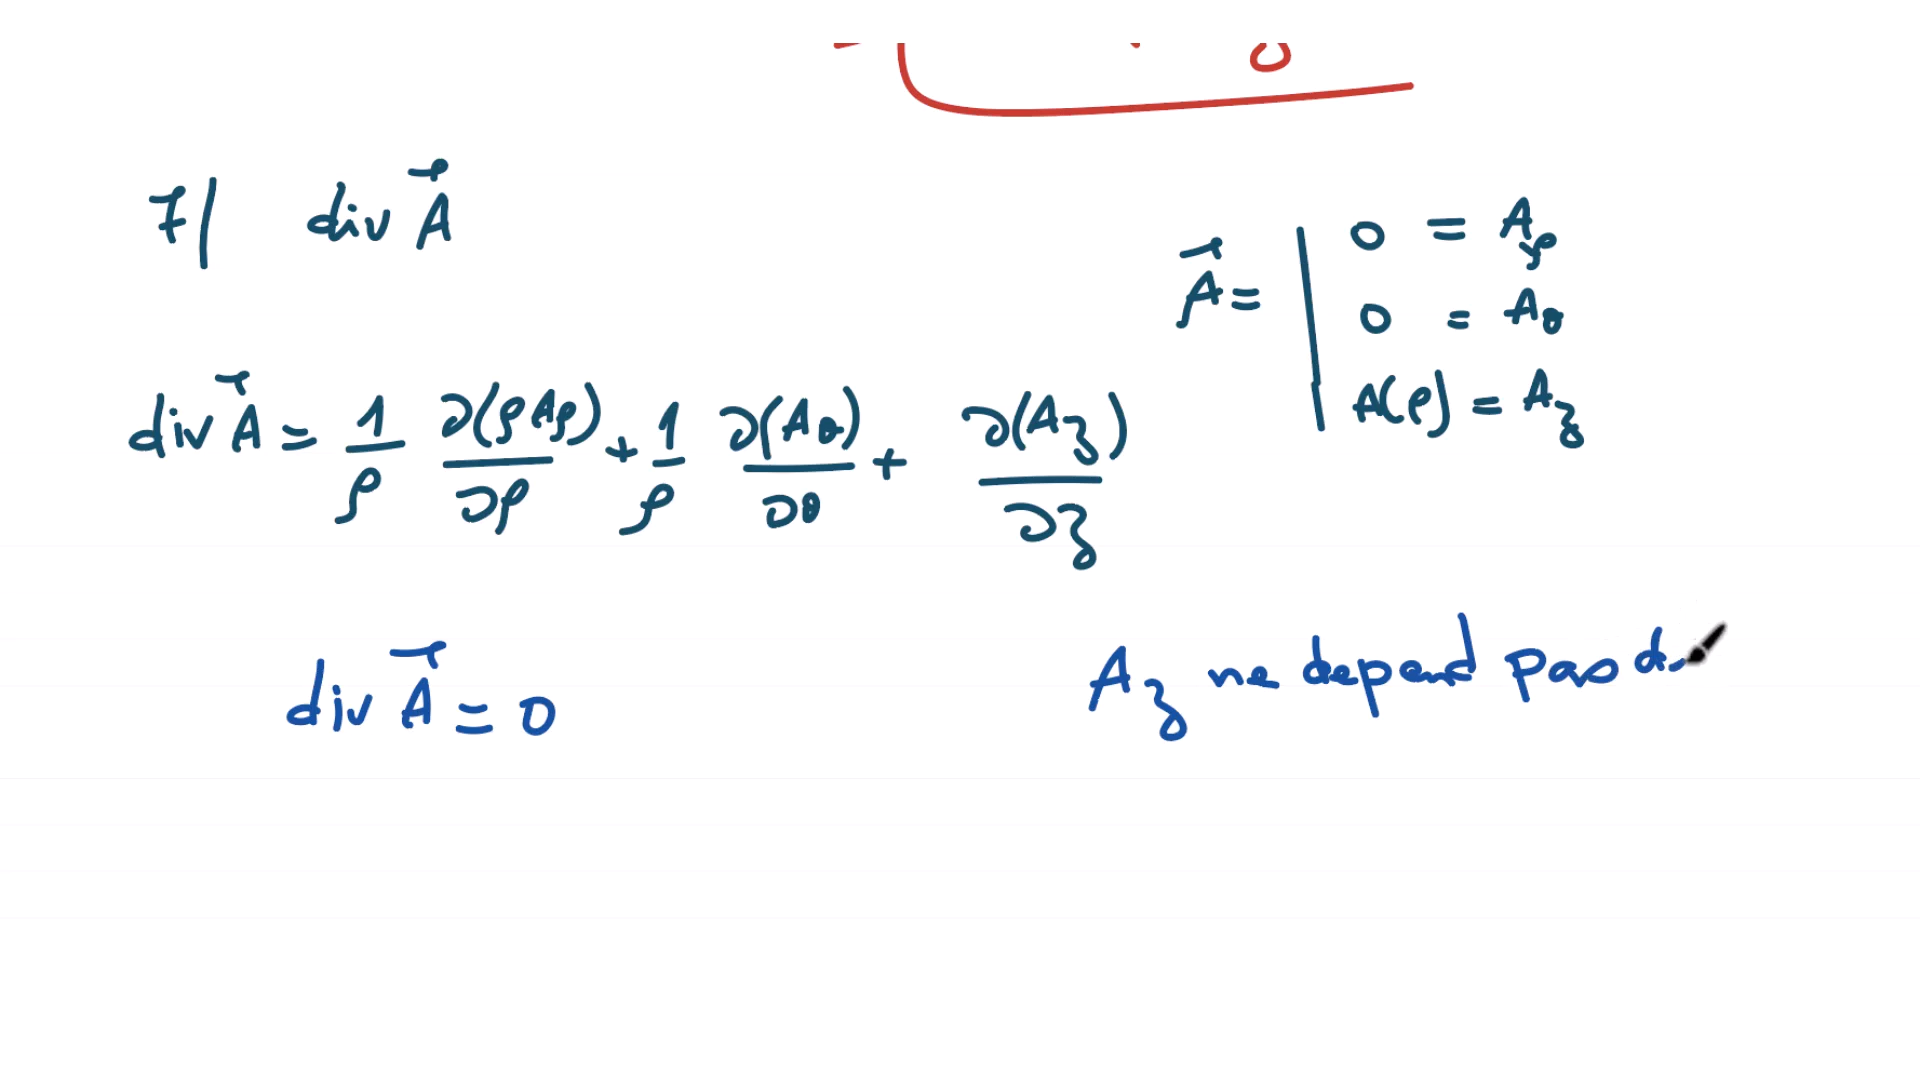 7| div A⃗
A⃗ = | 0 = Aρ
0 = Aθ
A(ρ) = Az
div A⃗ = 1/ρ ∂(ρAρ)/∂ρ + 1/ρ ∂(Aθ)/∂θ + ∂(Az)/∂z
div A⃗ = 0
Az ne depend pas d